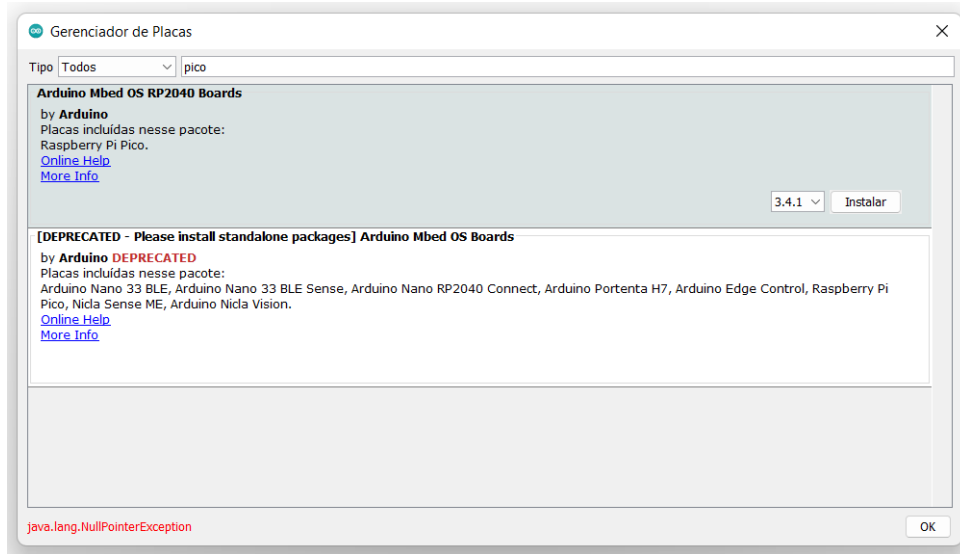 Gerenciador de Placas
Tipo Todos pico
Arduino Mbed OS RP2040 Boards
by Arduino
Placas incluídas nesse pacote:
Raspberry Pi Pico.
Online Help
More Info
3.4.1 Instalar
[DEPRECATED - Please install standalone packages] Arduino Mbed OS Boards
by Arduino DEPRECATED
Placas incluídas nesse pacote:
Arduino Nano 33 BLE, Arduino Nano 33 BLE Sense, Arduino Nano RP2040 Connect, Arduino Portenta H7, Arduino Edge Control, Raspberry Pi
Pico, Nicla Sense ME, Arduino Nicla Vision.
Online Help
More Info
java.lang.NullPointerException OK